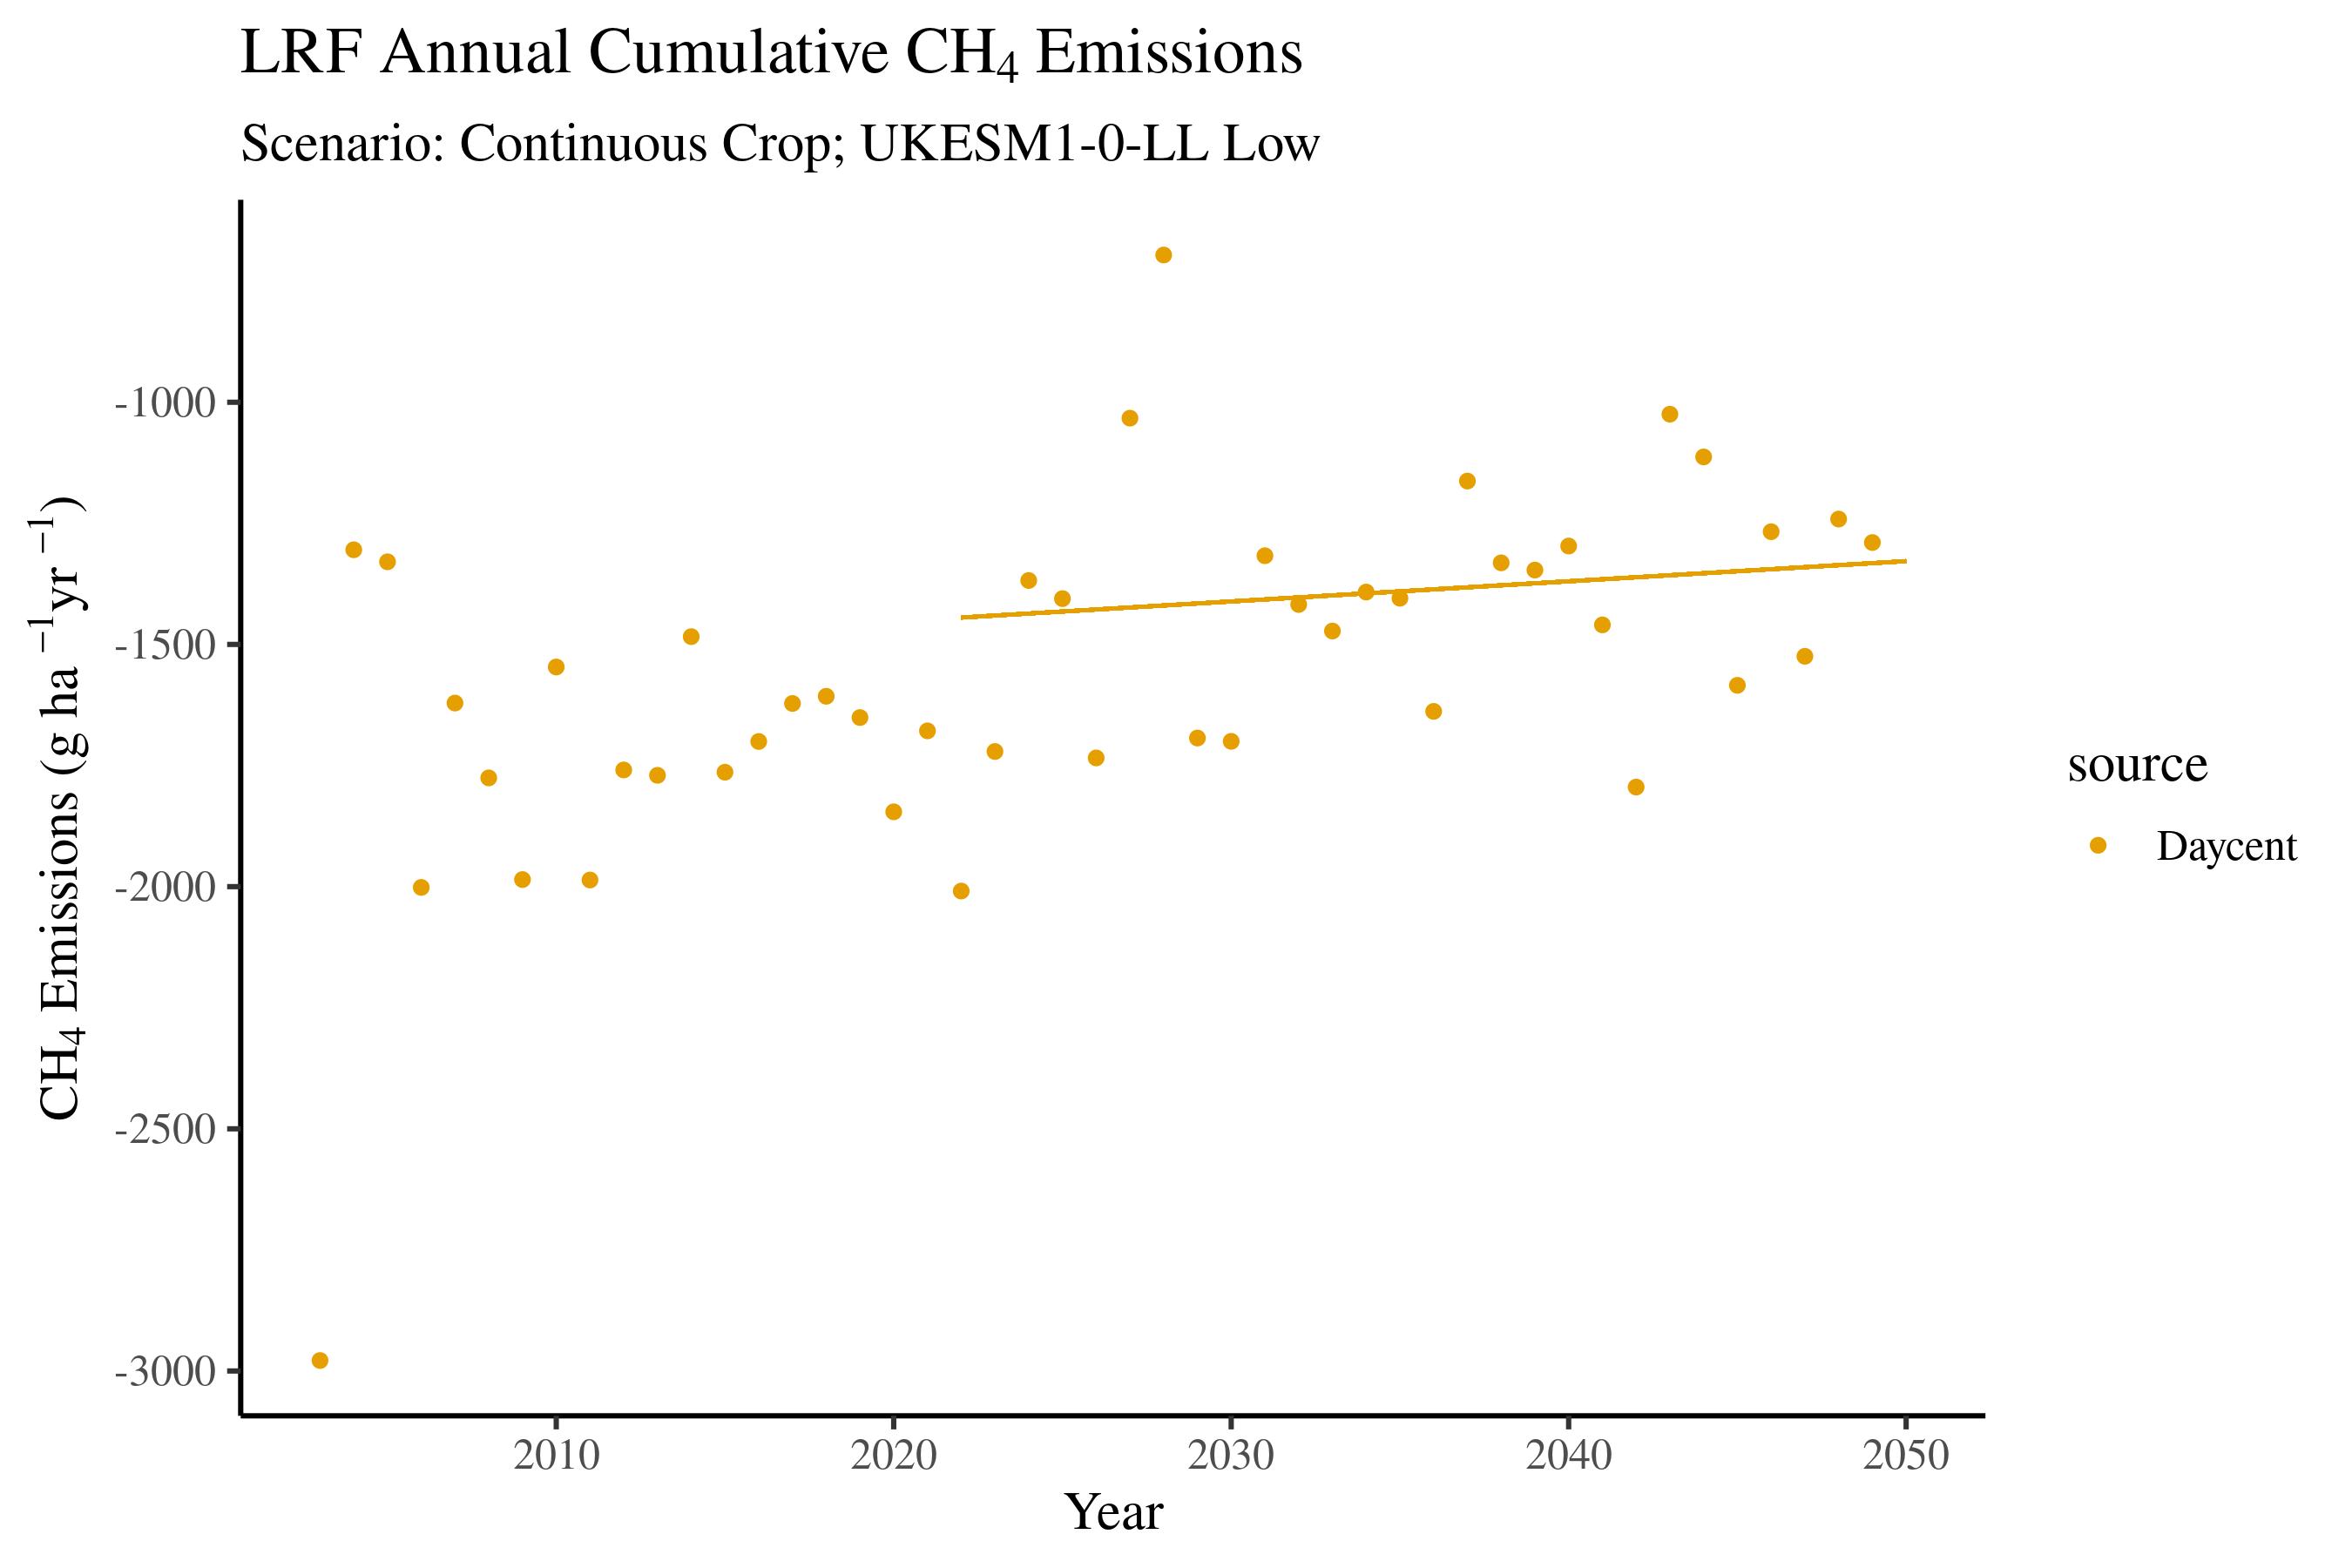 LRF Annual Cumulative CH₄ Emissions
Scenario: Continuous Crop; UKESM1-0-LL Low
CH₄ Emissions (g ha⁻¹yr⁻¹)
-1000
-1500
-2000
-2500
-3000
2010 2020 2030 2040 2050
Year
source
Daycent